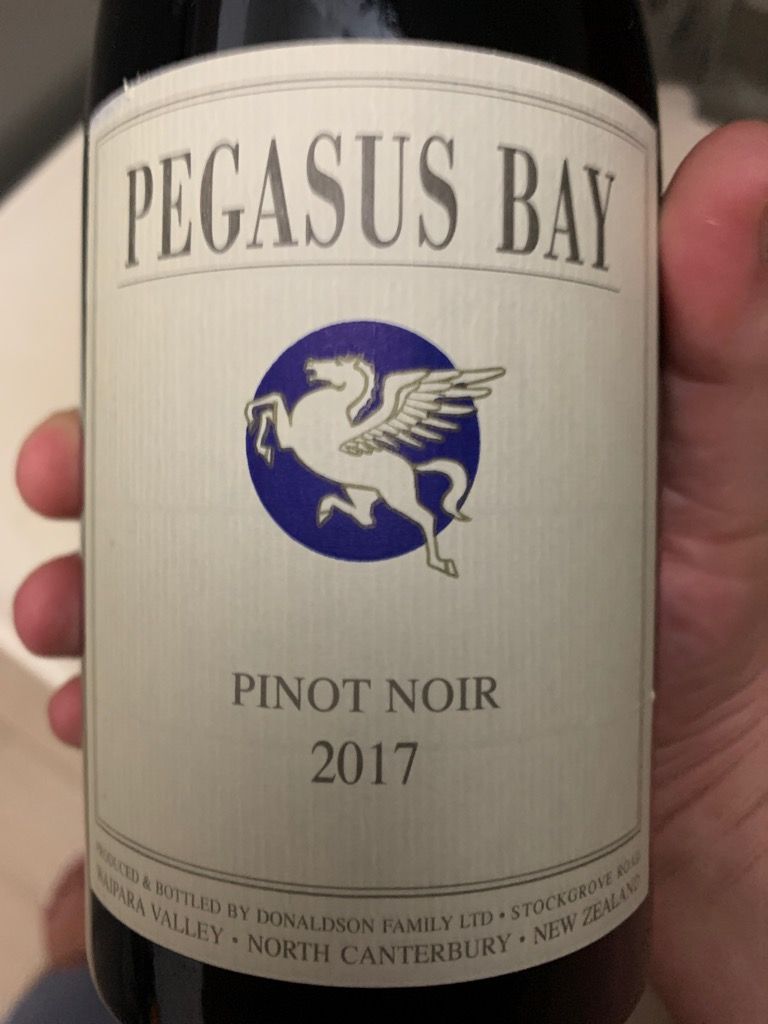 PEGASUS BAY
PINOT NOIR
2017
PRODUCED & BOTTLED BY DONALDSON FAMILY LTD • STOCKGROVE ROAD
WAIPARA VALLEY • NORTH CANTERBURY • NEW ZEALAND